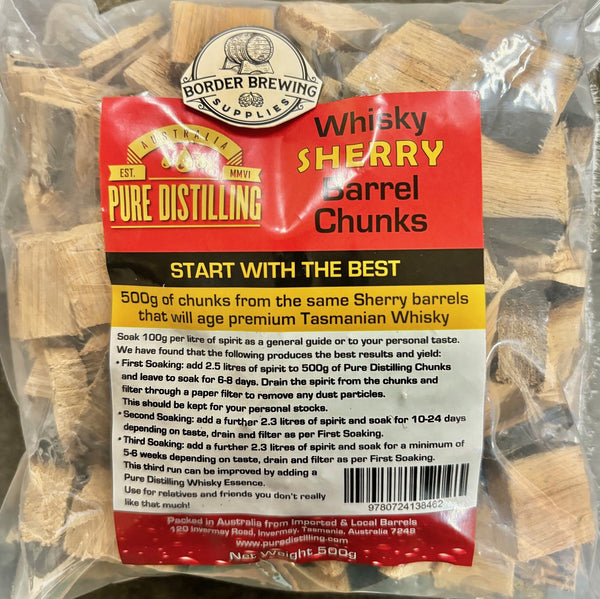 BORDER BREWING
SUPPLIES
AUSTRALIA
EST. MMVI
PURE DISTILLING
Whisky
SHERRY
Barrel
Chunks
START WITH THE BEST
500g of chunks from the same Sherry barrels
that will age premium Tasmanian Whisky
Soak 100g per litre of spirit as a general guide or to your personal taste.
We have found that the following produces the best results and yield:
• First Soaking: add 2.5 litres of spirit to 500g of Pure Distilling Chunks
and leave to soak for 6-8 days. Drain the spirit from the chunks and
filter through a paper filter to remove any dust particles.
This should be kept for your personal stocks.
• Second Soaking: add a further 2.3 litres of spirit and soak for 10-24 days
depending on taste, drain and filter as per First Soaking.
• Third Soaking: add a further 2.3 litres of spirit and soak for a minimum of
5-6 weeks depending on taste, drain and filter as per First Soaking.
This third run can be improved by adding a
Pure Distilling Whisky Essence.
Use for relatives and friends you don't really
like that much!
9780724138462
Packed in Australia from Imported & Local Barrels
120 Invermay Road, Invermay, Tasmania, Australia 7248
www.puredistilling.com
Net Weight 500g